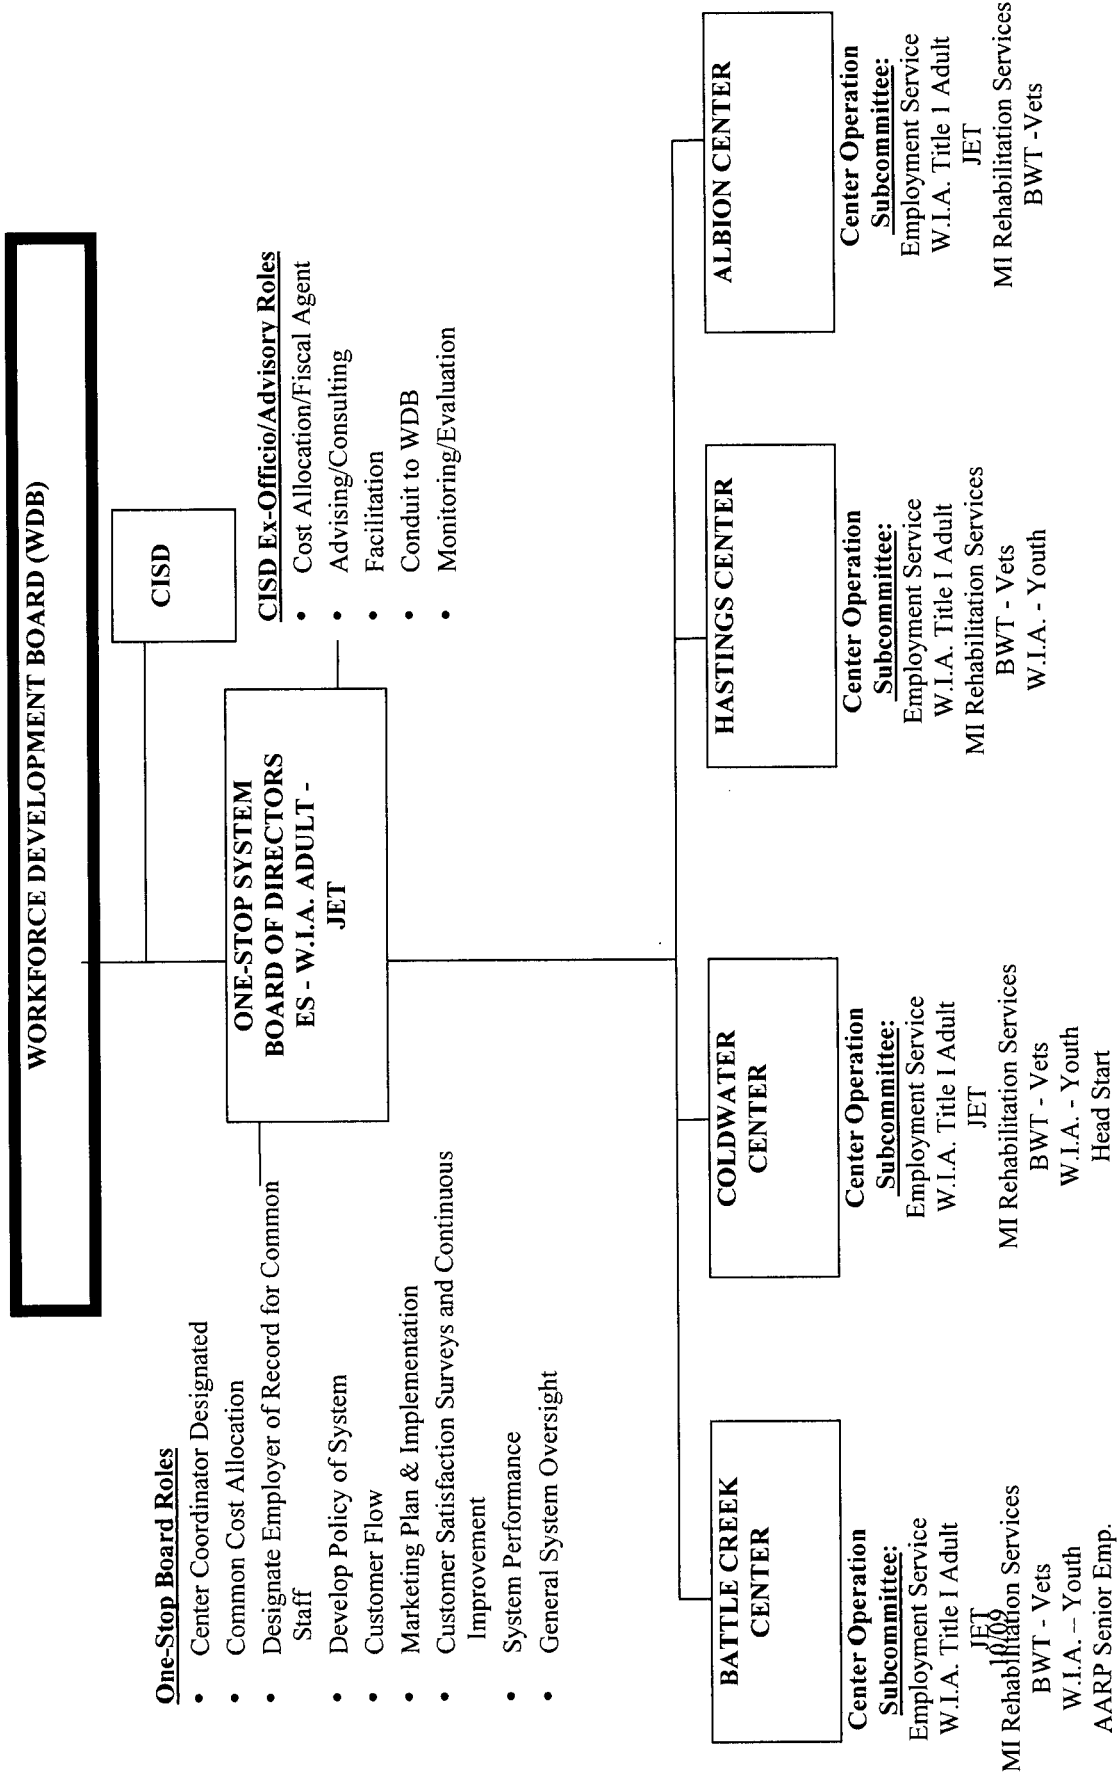 WORKFORCE DEVELOPMENT BOARD (WDB)
CISD
ONE-STOP SYSTEM
BOARD OF DIRECTORS
ES - W.I.A. ADULT -
JET
One-Stop Board Roles
• Center Coordinator Designated
• Common Cost Allocation
• Designate Employer of Record for Common
Staff
• Develop Policy of System
• Customer Flow
• Marketing Plan & Implementation
• Customer Satisfaction Surveys and Continuous
Improvement
• System Performance
• General System Oversight
CISD Ex-Officio/Advisory Roles
• Cost Allocation/Fiscal Agent
• Advising/Consulting
• Facilitation
• Conduit to WDB
• Monitoring/Evaluation
BATTLE CREEK
CENTER
Center Operation
Subcommittee:
Employment Service
W.I.A. Title I Adult
JET
10/09
MI Rehabilitation Services
BWT - Vets
W.I.A. – Youth
AARP Senior Emp.
COLDWATER
CENTER
Center Operation
Subcommittee:
Employment Service
W.I.A. Title I Adult
JET
MI Rehabilitation Services
BWT - Vets
W.I.A. - Youth
Head Start
HASTINGS CENTER
Center Operation
Subcommittee:
Employment Service
W.I.A. Title I Adult
MI Rehabilitation Services
BWT - Vets
W.I.A. - Youth
ALBION CENTER
Center Operation
Subcommittee:
Employment Service
W.I.A. Title 1 Adult
JET
MI Rehabilitation Services
BWT -Vets